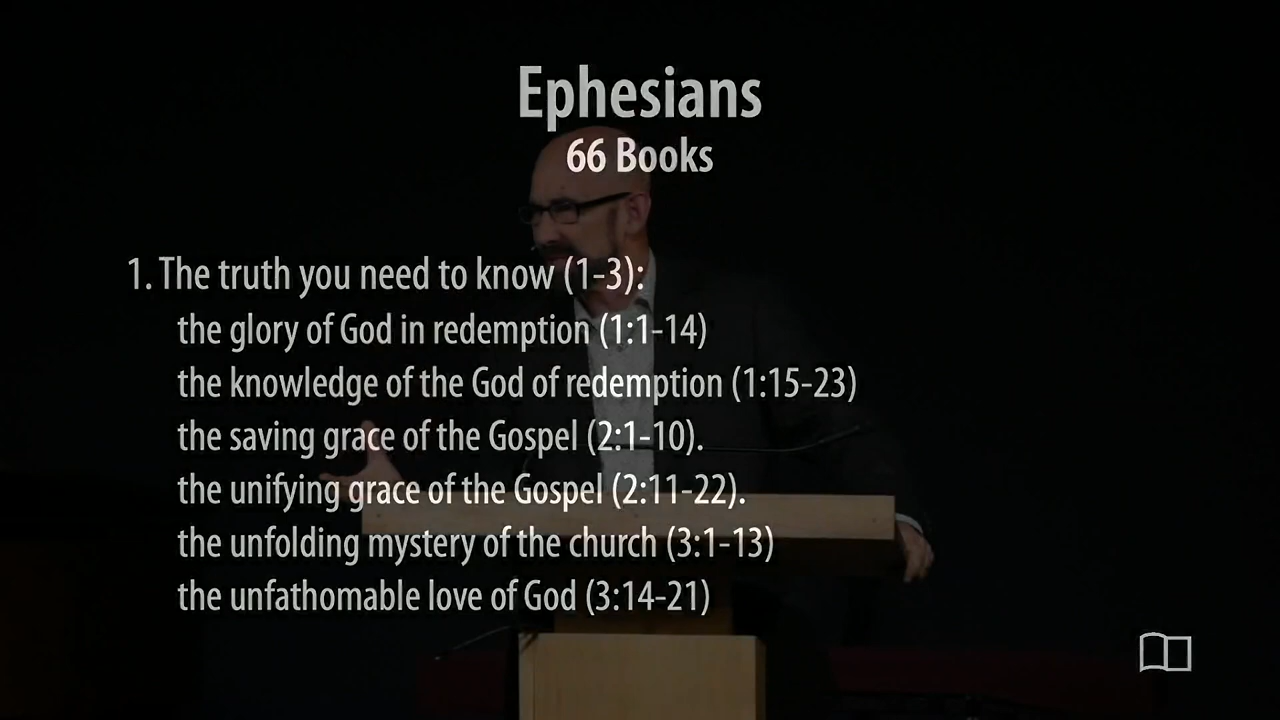 Ephesians
66 Books
1. The truth you need to know (1-3):
the glory of God in redemption (1:1-14)
the knowledge of the God of redemption (1:15-23)
the saving grace of the Gospel (2:1-10).
the unifying grace of the Gospel (2:11-22).
the unfolding mystery of the church (3:1-13)
the unfathomable love of God (3:14-21)